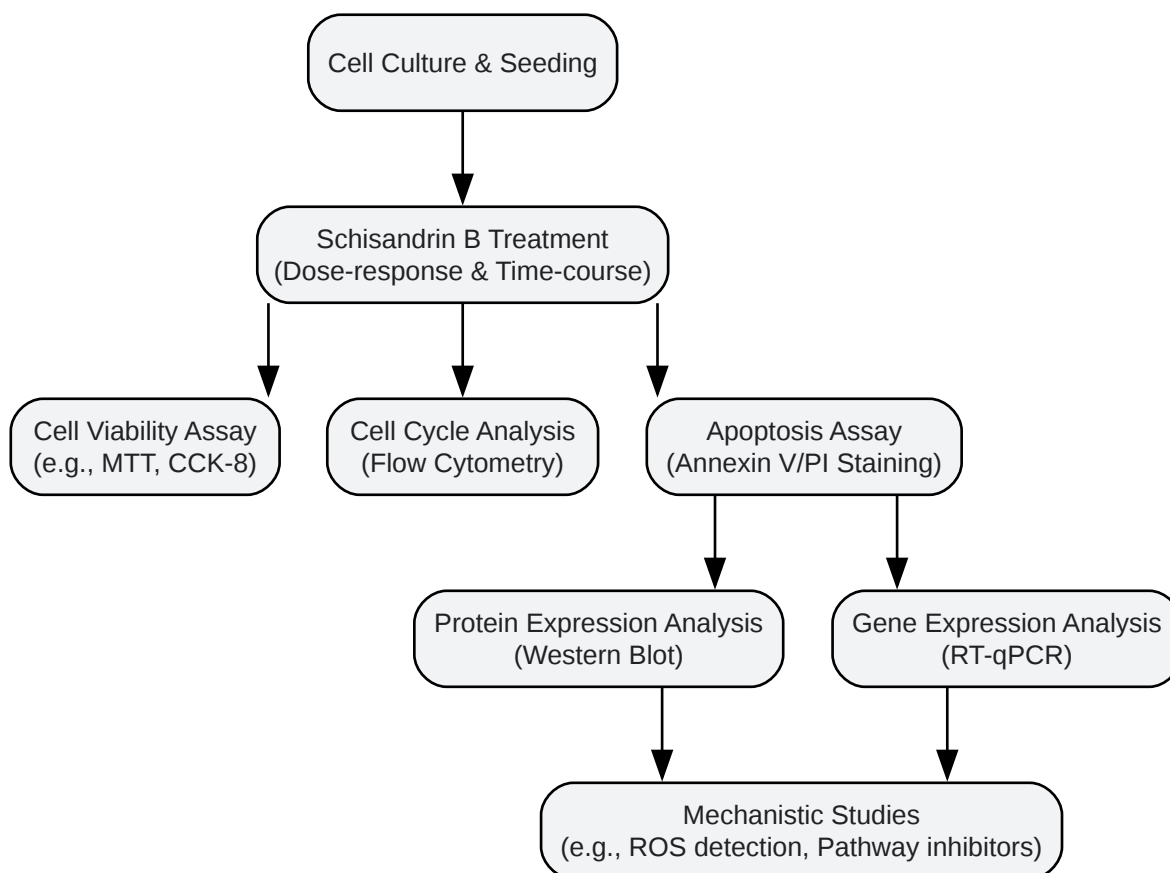 Cell Culture & Seeding
Schisandrin B Treatment
(Dose-response & Time-course)
Cell Viability Assay
(e.g., MTT, CCK-8)
Cell Cycle Analysis
(Flow Cytometry)
Apoptosis Assay
(Annexin V/PI Staining)
Protein Expression Analysis
(Western Blot)
Gene Expression Analysis
(RT-qPCR)
Mechanistic Studies
(e.g., ROS detection, Pathway inhibitors)